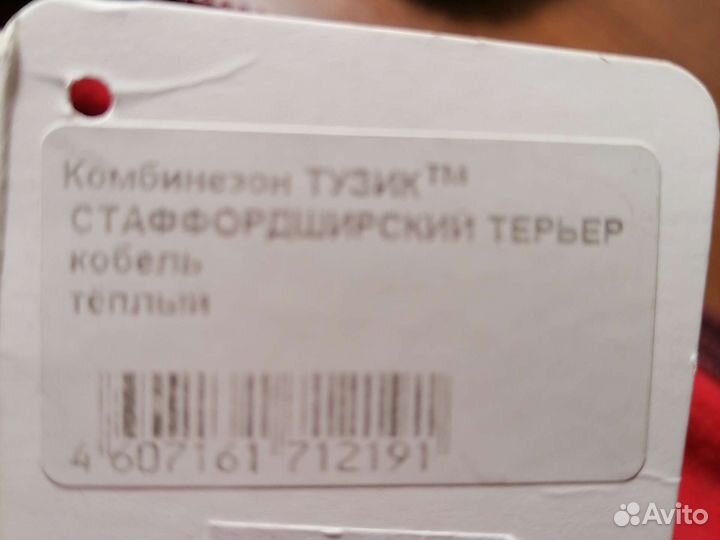 Комбинезон ТУЗИК™
СТАФФОРДШИРСКИЙ ТЕРЬЕР
кобель
тёплый
4 607161 712191
Avito